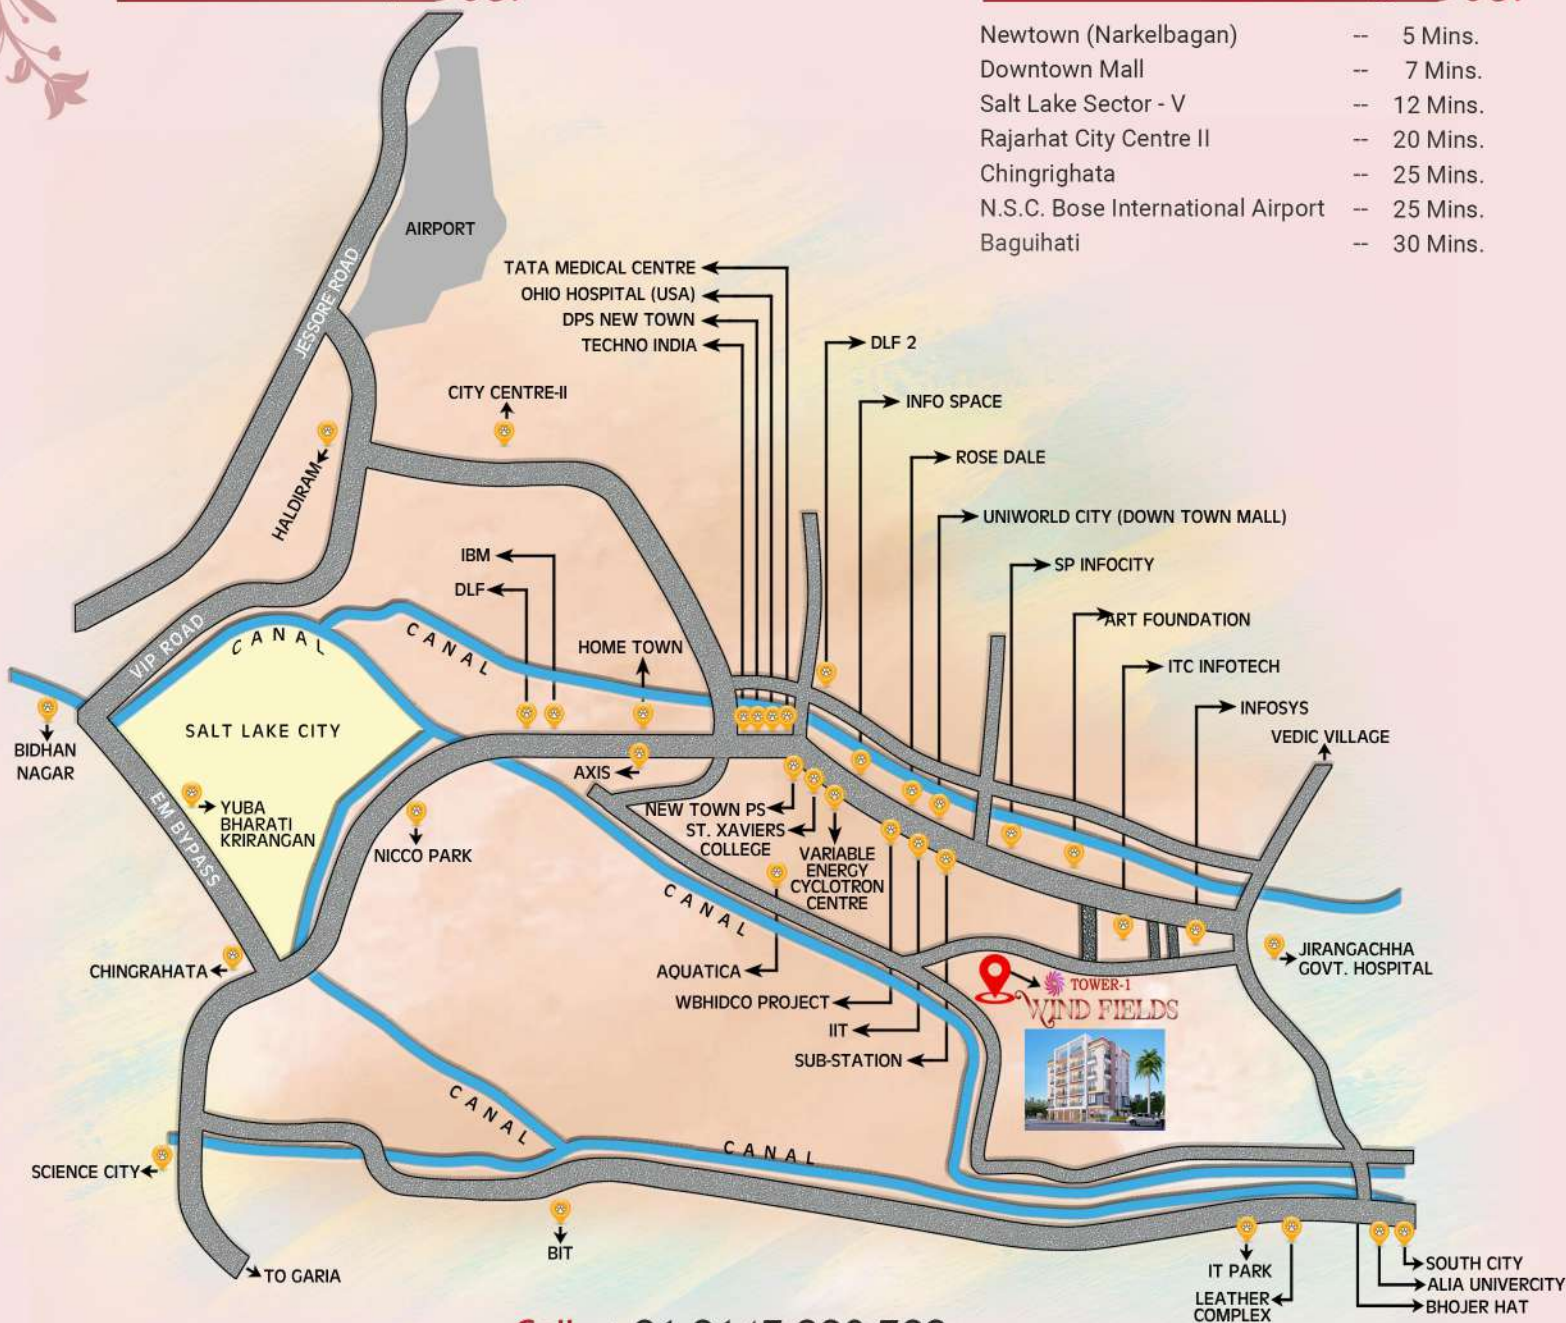 Newtown (Narkelbagan) -- 5 Mins.
Downtown Mall -- 7 Mins.
Salt Lake Sector - V -- 12 Mins.
Rajarhat City Centre II -- 20 Mins.
Chingrighata -- 25 Mins.
N.S.C. Bose International Airport -- 25 Mins.
Baguihati -- 30 Mins.
AIRPORT
JESSORE ROAD
TATA MEDICAL CENTRE
OHIO HOSPITAL (USA)
DPS NEW TOWN
TECHNO INDIA
DLF 2
CITY CENTRE-II
INFO SPACE
HALDIRAM
ROSE DALE
UNIWORLD CITY (DOWN TOWN MALL)
IBM
SP INFOCITY
DLF
ART FOUNDATION
VIP ROAD
CANAL
CANAL
HOME TOWN
ITC INFOTECH
INFOSYS
SALT LAKE CITY
VEDIC VILLAGE
BIDHAN
NAGAR
AXIS
YUBA
BHARATI
KRIRANGAN
EM BYPASS
NICCO PARK
NEW TOWN PS
ST. XAVIERS
COLLEGE
VARIABLE
ENERGY
CYCLOTRON
CENTRE
CANAL
CHINGRAHATA
AQUATICA
JIRANGACHHA
GOVT. HOSPITAL
WBHIDCO PROJECT
TOWER-1
WIND FIELDS
IIT
SUB-STATION
CANAL
CANAL
SCIENCE CITY
BIT
TO GARIA
IT PARK
LEATHER
COMPLEX
SOUTH CITY
ALIA UNIVERCITY
BHOJER HAT